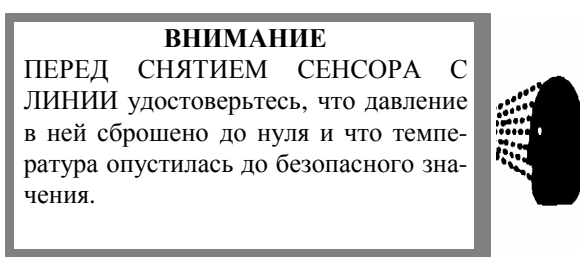 ВНИМАНИЕ
ПЕРЕД СНЯТИЕМ СЕНСОРА С
ЛИНИИ удостоверьтесь, что давление
в ней сброшено до нуля и что темпе-
ратура опустилась до безопасного зна-
чения.